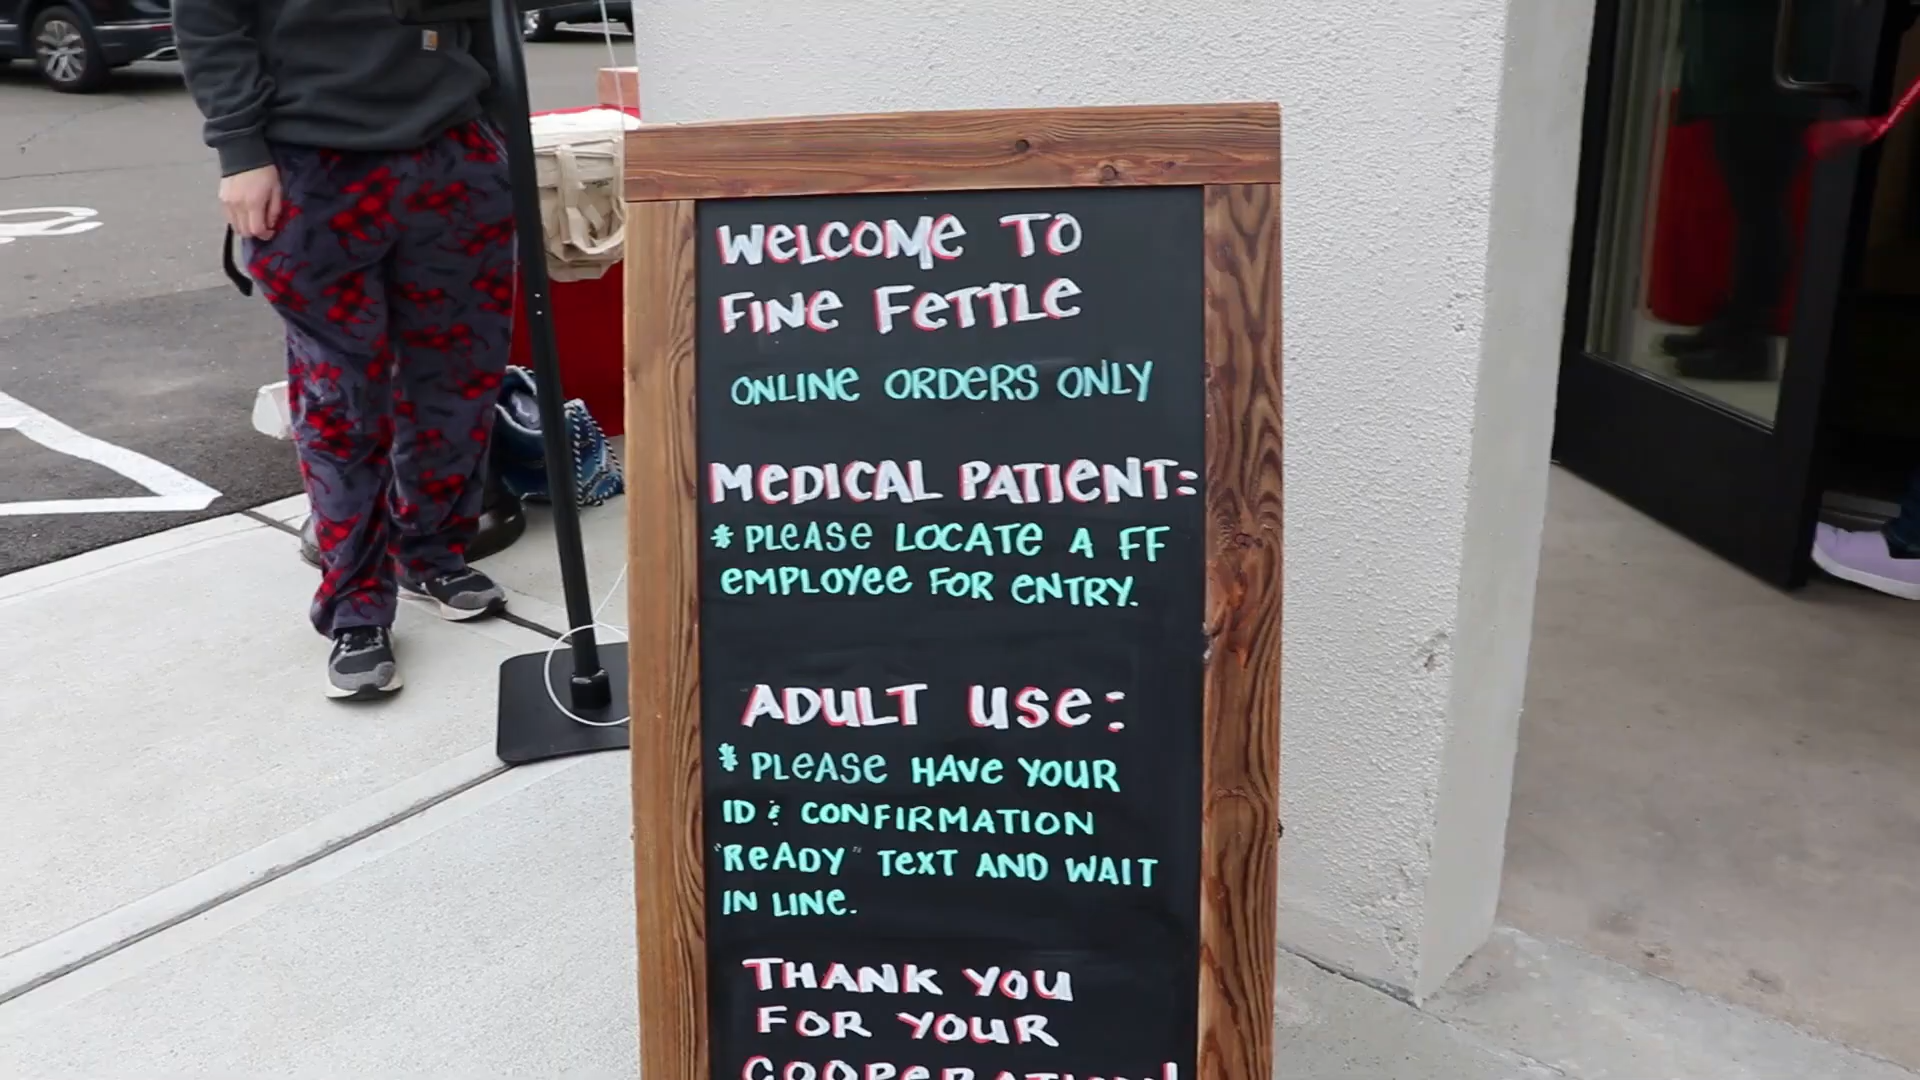 WELCOME TO
FINE FETTLE
ONLINE ORDERS ONLY
MEDICAL PATIENT:
* PLEASE LOCATE A FF
EMPLOYEE FOR ENTRY.
ADULT USE:
* PLEASE HAVE YOUR
ID & CONFIRMATION
"READY" TEXT AND WAIT
IN LINE.
THANK YOU
FOR YOUR
COOPERATION!